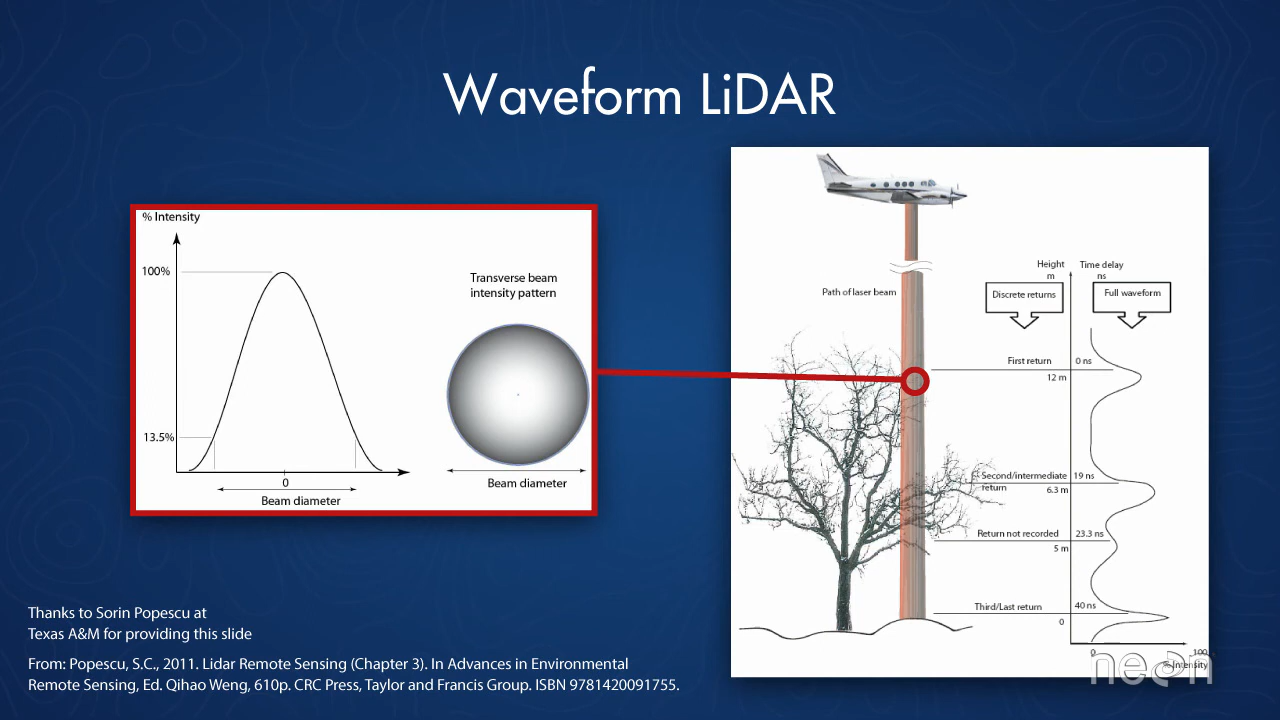 Waveform LiDAR
% Intensity
100%
13.5%
0
Beam diameter
Transverse beam
intensity pattern
Beam diameter
Path of laser beam
Height
m
Time delay
ns
Discrete returns
Full waveform
First return
0 ns
12 m
Second/intermediate
return
19 ns
6.3 m
Return not recorded
23.3 ns
5 m
Third/Last return
40 ns
0
0
100
% Intensity
neon
Thanks to Sorin Popescu at
Texas A&M for providing this slide
From: Popescu, S.C., 2011. Lidar Remote Sensing (Chapter 3). In Advances in Environmental
Remote Sensing, Ed. Qihao Weng, 610p. CRC Press, Taylor and Francis Group. ISBN 9781420091755.